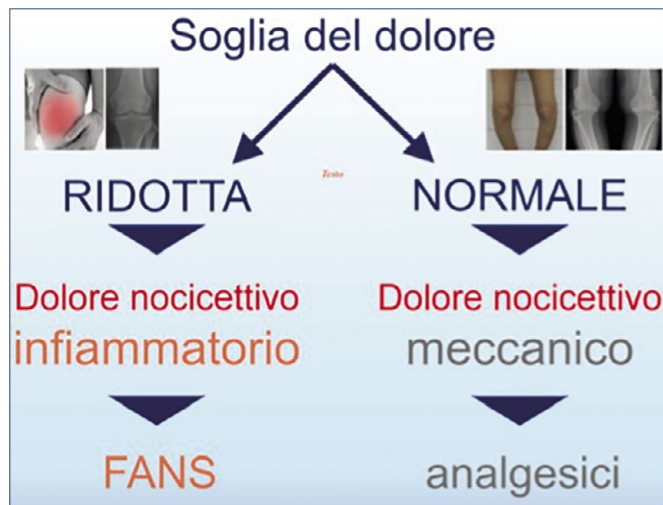 Soglia del dolore
Testo
RIDOTTA
NORMALE
Dolore nocicettivo
infiammatorio
Dolore nocicettivo
meccanico
FANS
analgesici